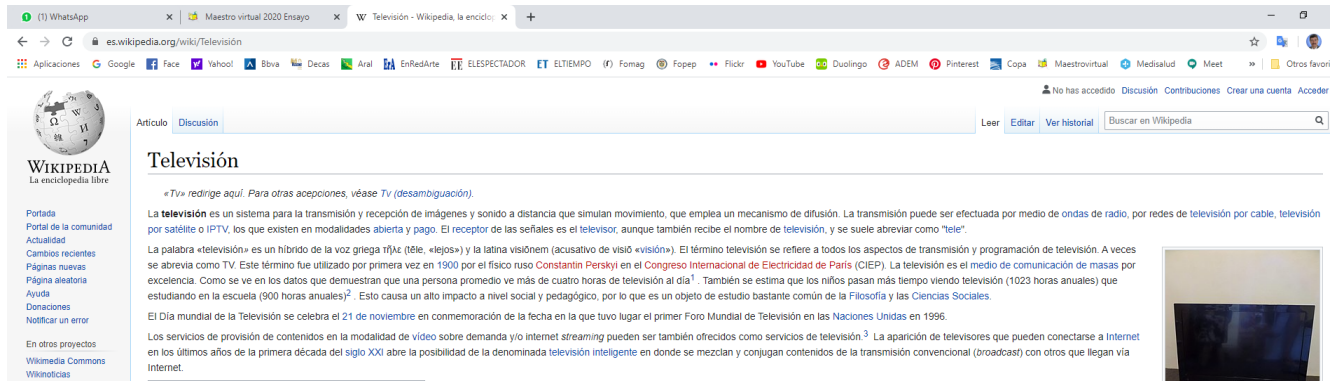 (1) WhatsApp
Maestro virtual 2020 Ensayo
Televisión - Wikipedia, la enciclo
es.wikipedia.org/wiki/Televisión
Aplicaciones Google Face Yahoo! Bbva Decas Aral EnRedArte ELESPECTADOR ELTIEMPO Fomag Fopep Flickr YouTube Duolingo ADEM Pinterest Copa Maestrovirtual Medisalud Meet » Otros favori
No has accedido Discusión Contribuciones Crear una cuenta Acceder
Artículo Discusión
Leer Editar Ver historial Buscar en Wikipedia
WIKIPEDIA
La enciclopedia libre
Portada
Portal de la comunidad
Actualidad
Cambios recientes
Páginas nuevas
Página aleatoria
Ayuda
Donaciones
Notificar un error
En otros proyectos
Wikimedia Commons
Wikinoticias
Televisión
«Tv» redirige aquí. Para otras acepciones, véase Tv (desambiguación).
La televisión es un sistema para la transmisión y recepción de imágenes y sonido a distancia que simulan movimiento, que emplea un mecanismo de difusión. La transmisión puede ser efectuada por medio de ondas de radio, por redes de televisión por cable, televisión
por satélite o IPTV, los que existen en modalidades abierta y pago. El receptor de las señales es el televisor, aunque también recibe el nombre de televisión, y se suele abreviar como "tele".
La palabra «televisión» es un híbrido de la voz griega τῆλε (tēle, «lejos») y la latina visiōnem (acusativo de visiō «visión»). El término televisión se refiere a todos los aspectos de transmisión y programación de televisión. A veces
se abrevia como TV. Este término fue utilizado por primera vez en 1900 por el físico ruso Constantin Perskyi en el Congreso Internacional de Electricidad de París (CIEP). La televisión es el medio de comunicación de masas por
excelencia. Como se ve en los datos que demuestran que una persona promedio ve más de cuatro horas de televisión al día1 . También se estima que los niños pasan más tiempo viendo televisión (1023 horas anuales) que
estudiando en la escuela (900 horas anuales)2 . Esto causa un alto impacto a nivel social y pedagógico, por lo que es un objeto de estudio bastante común de la Filosofía y las Ciencias Sociales.
El Día mundial de la Televisión se celebra el 21 de noviembre en conmemoración de la fecha en la que tuvo lugar el primer Foro Mundial de Televisión en las Naciones Unidas en 1996.
Los servicios de provisión de contenidos en la modalidad de vídeo sobre demanda y/o internet streaming pueden ser también ofrecidos como servicios de televisión.3 La aparición de televisores que pueden conectarse a Internet
en los últimos años de la primera década del siglo XXI abre la posibilidad de la denominada televisión inteligente en donde se mezclan y conjugan contenidos de la transmisión convencional (broadcast) con otros que llegan vía
Internet.